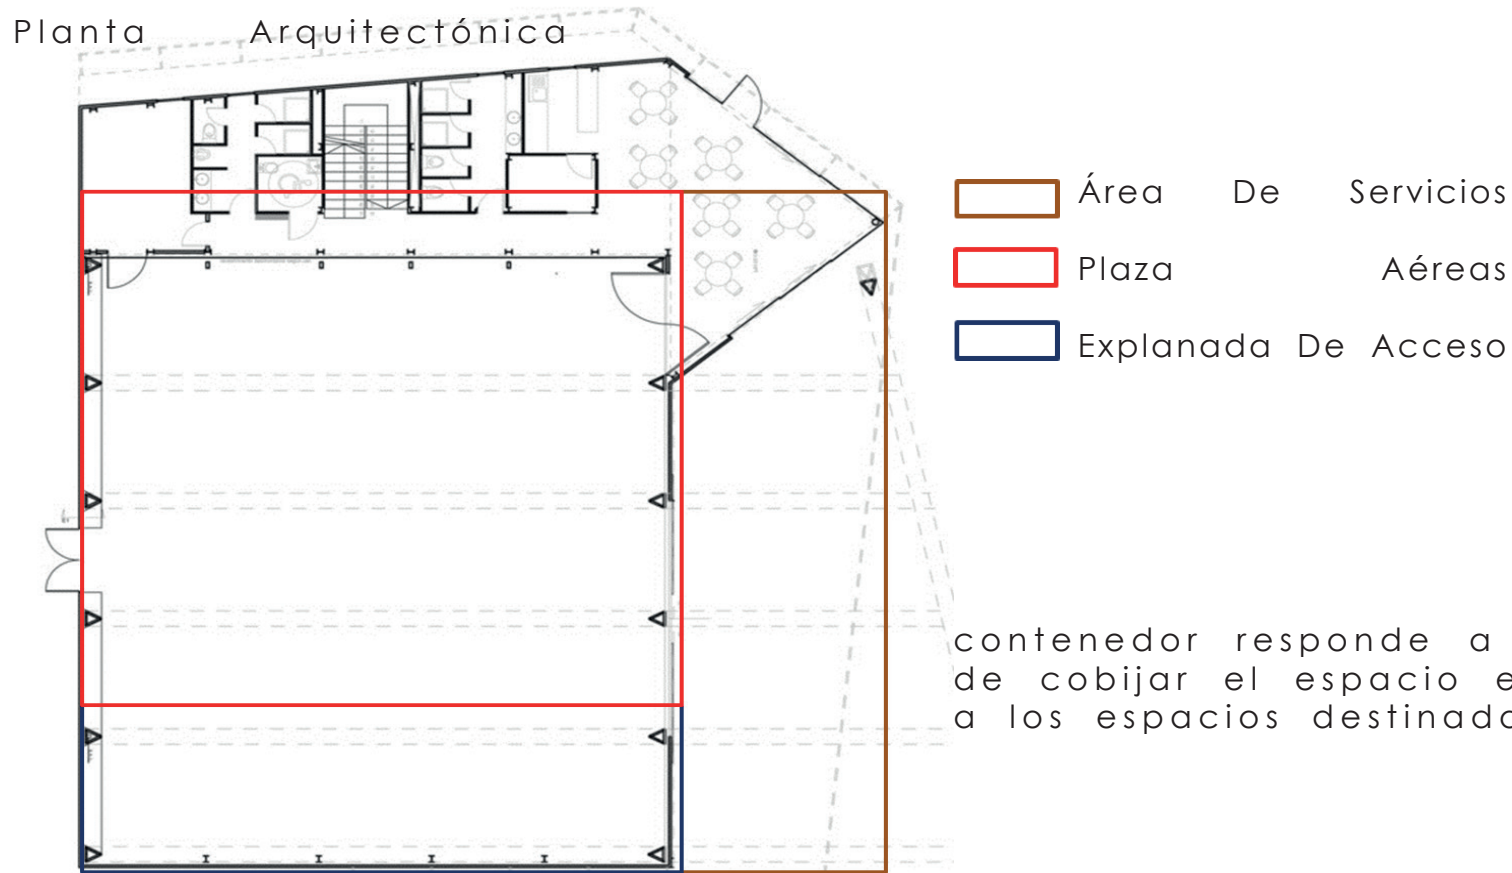 Planta Arquitectónica
Área De Servicios
Plaza Aéreas
Explanada De Acceso
contenedor responde a
de cobijar el espacio e
a los espacios destinad